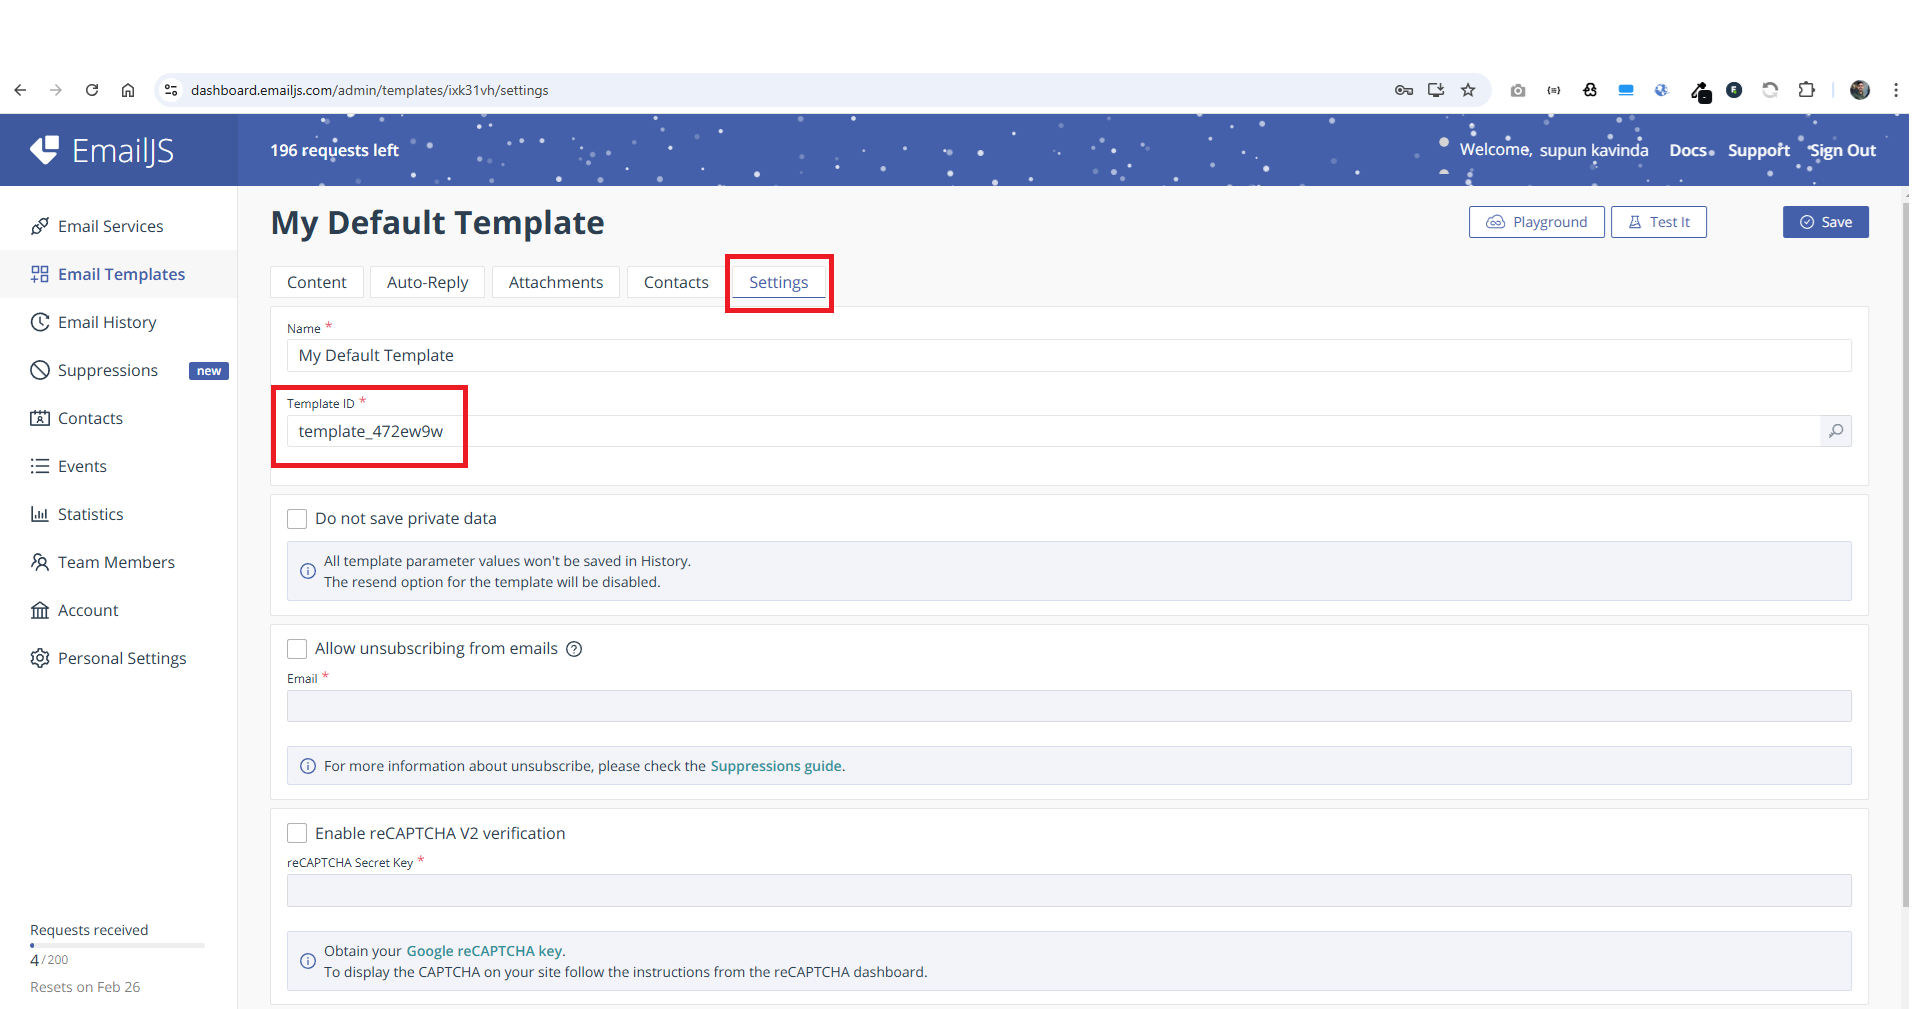 dashboard.emailjs.com/admin/templates/ixk31vh/settings
EmailJS
196 requests left
Welcome, supun kavinda
Docs
Support
Sign Out
Email Services
Email Templates
Email History
Suppressions new
Contacts
Events
Statistics
Team Members
Account
Personal Settings
Requests received
4/200
Resets on Feb 26
My Default Template
Playground
Test It
Save
Content
Auto-Reply
Attachments
Contacts
Settings
Name *
My Default Template
Template ID *
template_472ew9w
Do not save private data
All template parameter values won't be saved in History.
The resend option for the template will be disabled.
Allow unsubscribing from emails
Email *
For more information about unsubscribe, please check the Suppressions guide.
Enable reCAPTCHA V2 verification
reCAPTCHA Secret Key *
Obtain your Google reCAPTCHA key.
To display the CAPTCHA on your site follow the instructions from the reCAPTCHA dashboard.